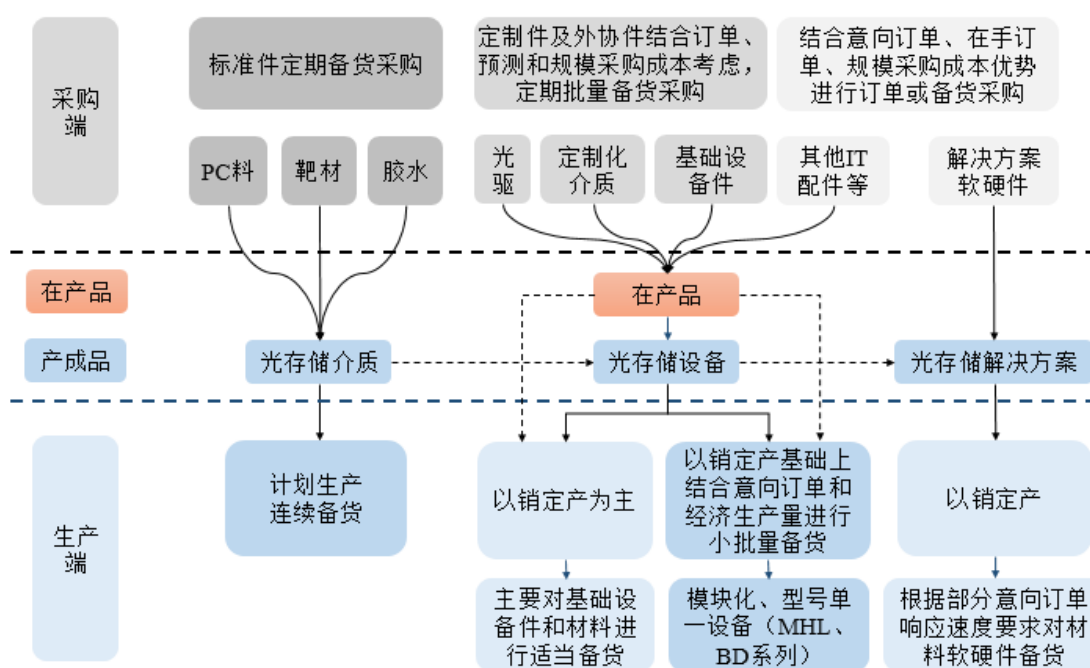 采购
端
标准件定期备货采购
定制件及外协件结合订单、
预测和规模采购成本考虑，
定期批量备货采购
结合意向订单、在手订
单、规模采购成本优势
进行订单或备货采购
PC料
靶材
胶水
光
驱
定制化
介质
基础设
备件
其他IT
配件等
解决方案
软硬件
在产品
在产品
产成品
光存储介质
光存储设备
光存储解决方案
生产
端
计划生产
连续备货
以销定产为主
以销定产基础上
结合意向订单和
经济生产量进行
小批量备货
以销定产
主要对基础设
备件和材料进
行适当备货
模块化、型号单
一设备（MHL、
BD系列）
根据部分意向订单
响应速度要求对材
料软硬件备货